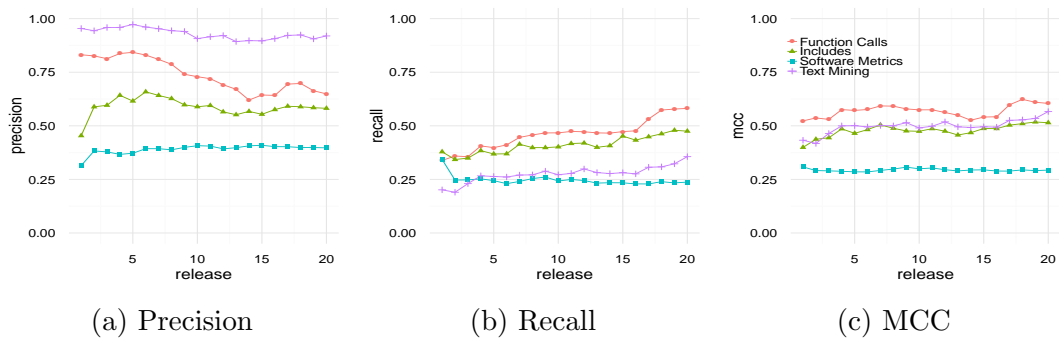 1.00
0.75
0.50
0.25
0.00
precision
5 10 15 20
release
(a) Precision
1.00
0.75
0.50
0.25
0.00
recall
5 10 15 20
release
(b) Recall
1.00
0.75
0.50
0.25
0.00
mcc
Function Calls
Includes
Software Metrics
Text Mining
5 10 15 20
release
(c) MCC